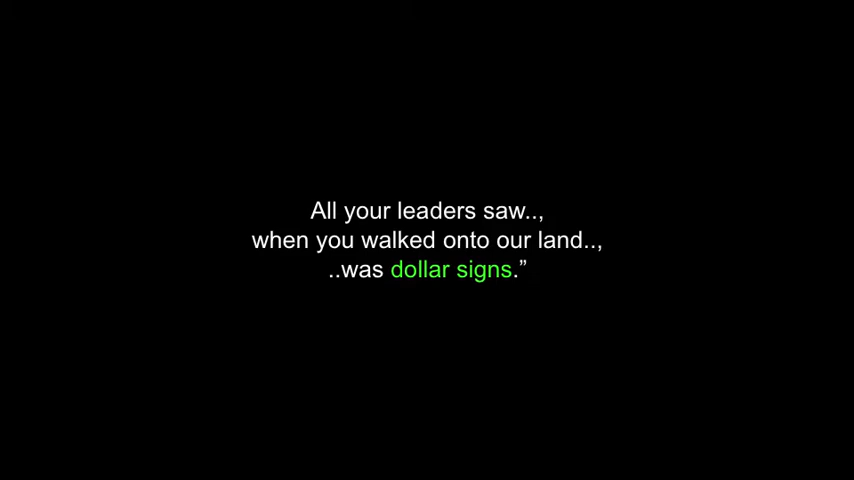 All your leaders saw..,
when you walked onto our land..,
..was dollar signs.”